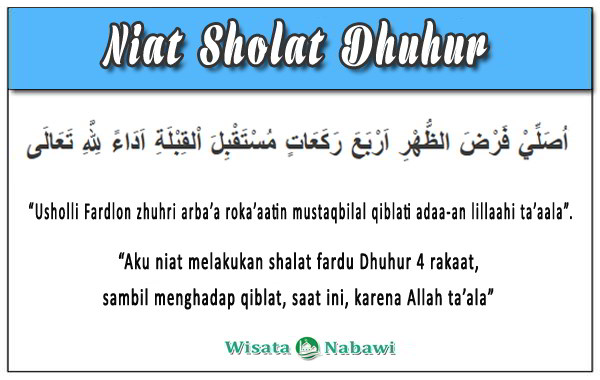 Niat Sholat Dhuhur
اُصَلِّيْ فَرْضَ الظُّهْرِ اَرْبَعَ رَكَعَاتٍ مُسْتَقْبِلَ اْلقِبْلَةِ اَدَاءً لِلَّهِ تَعَالَى
“Usholli Fardlon zhuhri arba’a roka’aatin mustaqbilal qiblati adaa-an lillaahi ta’aala”.
“Aku niat melakukan shalat fardu Dhuhur 4 rakaat,
sambil menghadap qiblat, saat ini, karena Allah ta’ala”
Wisata Nabawi